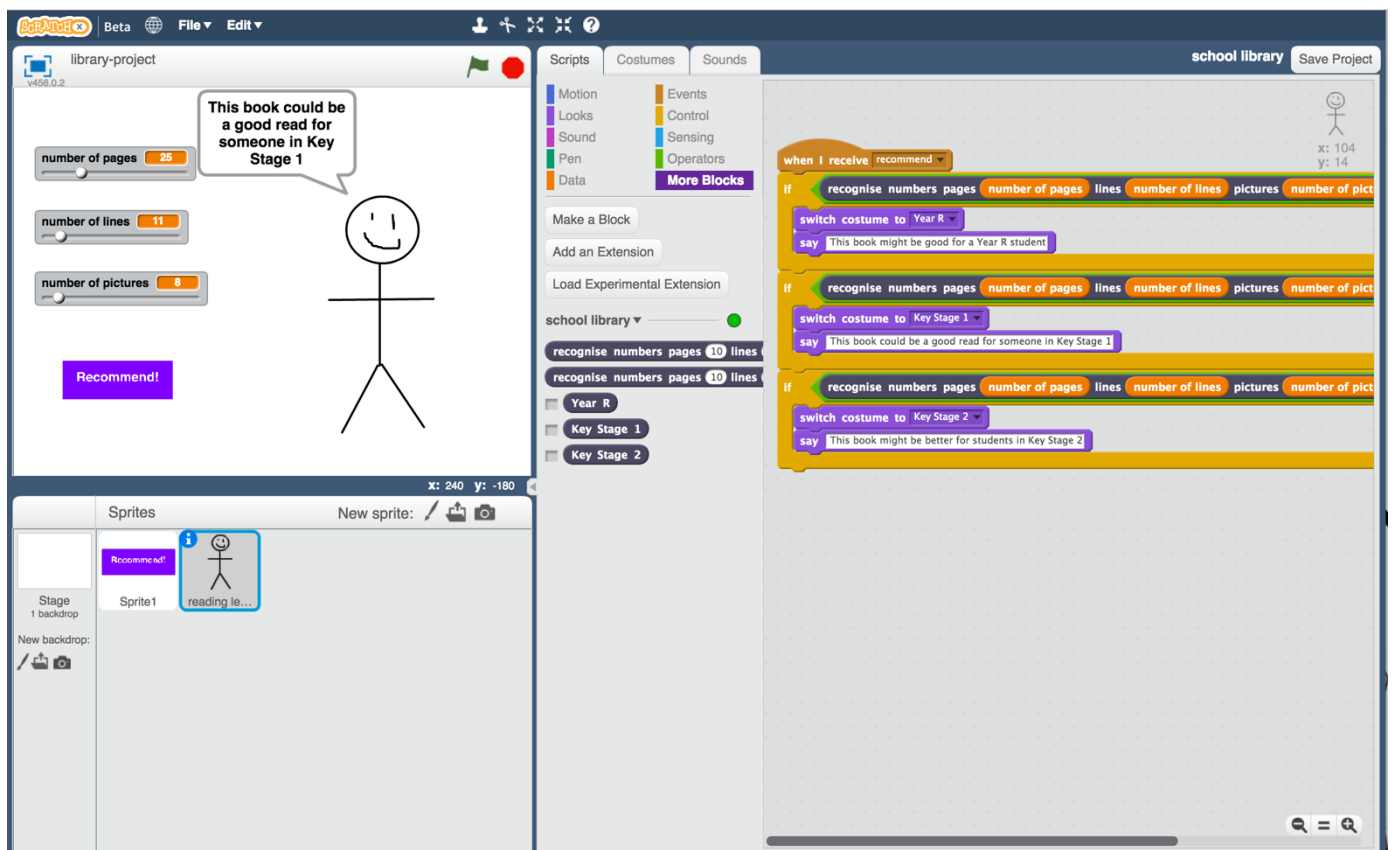 SCRATCHX Beta File Edit
library-project
v456.0.2
This book could be
a good read for
someone in Key
Stage 1
number of pages 25
number of lines 11
number of pictures 8
Recommend!
x: 240 y: -180
Sprites New sprite:
Stage
1 backdrop
New backdrop:
Recommend!
Sprite1
reading le...
Scripts Costumes Sounds
school library Save Project
Motion Events
Looks Control
Sound Sensing
Pen Operators
Data More Blocks
Make a Block
Add an Extension
Load Experimental Extension
school library
recognise numbers pages 10 lines
recognise numbers pages 10 lines
Year R
Key Stage 1
Key Stage 2
x: 104
y: 14
when I receive recommend
if recognise numbers pages number of pages lines number of lines pictures number of pict
switch costume to Year R
say This book might be good for a Year R student
if recognise numbers pages number of pages lines number of lines pictures number of pict
switch costume to Key Stage 1
say This book could be a good read for someone in Key Stage 1
if recognise numbers pages number of pages lines number of lines pictures number of pict
switch costume to Key Stage 2
say This book might be better for students in Key Stage 2